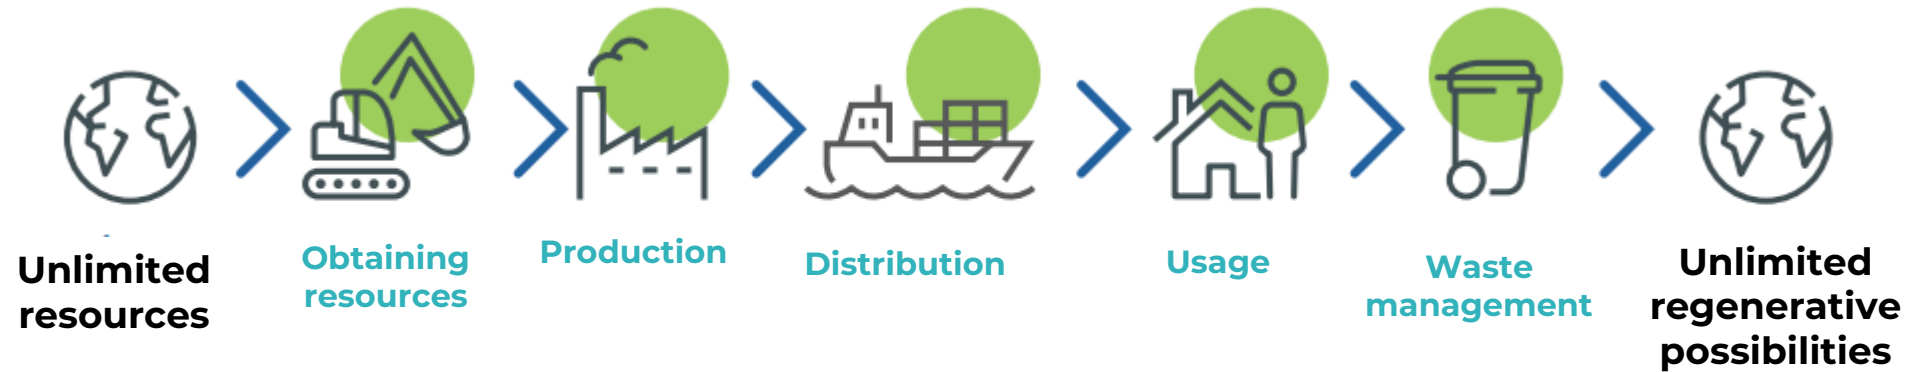 Unlimited
resources
Obtaining
resources
Production
Distribution
Usage
Waste
management
Unlimited
regenerative
possibilities